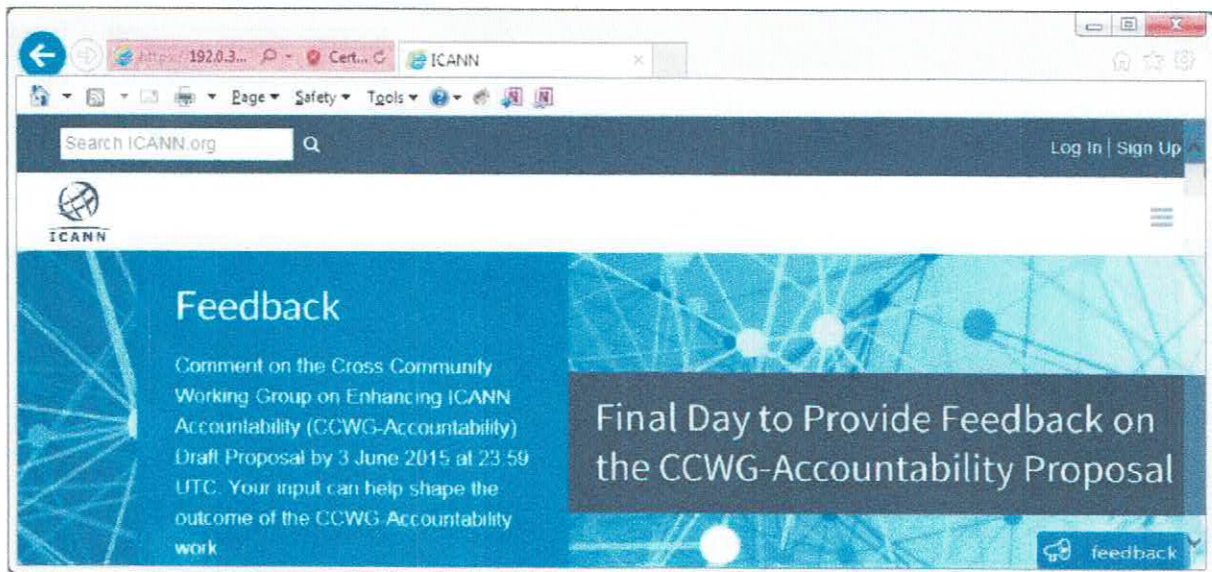 https 192.0.3... Cert... ICANN
Page Safety Tools
Search ICANN.org
Log In | Sign Up
ICANN
Feedback
Comment on the Cross Community
Working Group on Enhancing ICANN
Accountability (CCWG-Accountability)
Draft Proposal by 3 June 2015 at 23:59
UTC. Your input can help shape the
outcome of the CCWG-Accountability
work
Final Day to Provide Feedback on
the CCWG-Accountability Proposal
feedback